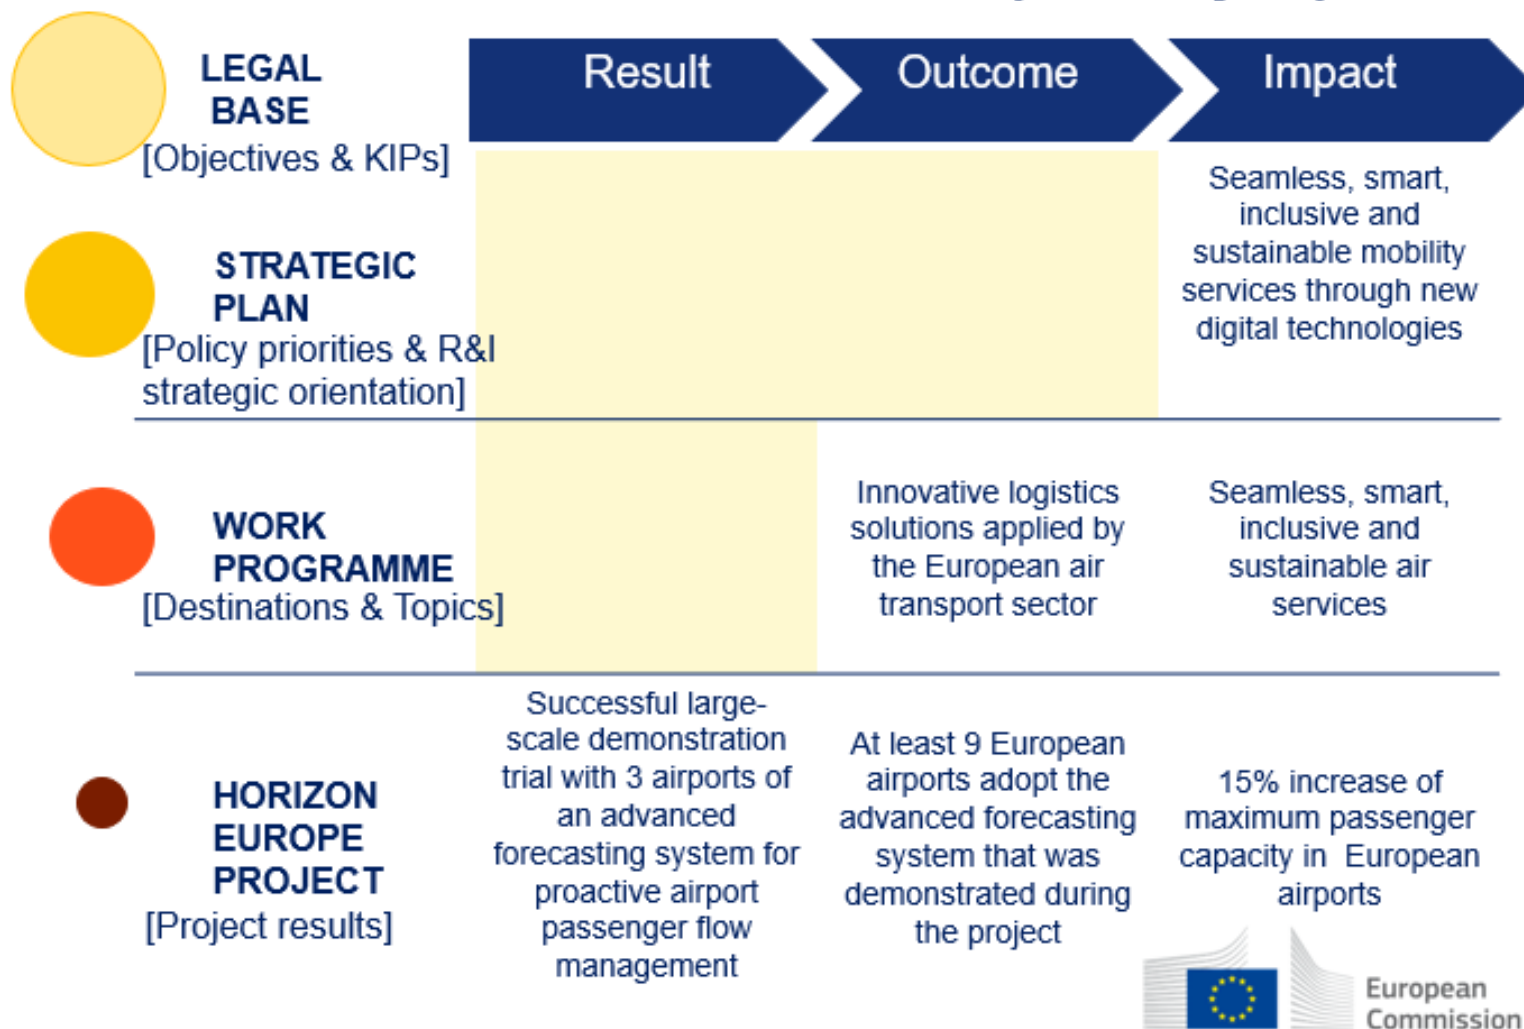 LEGAL
BASE
[Objectives & KIPs]
Result
Outcome
Impact
Seamless, smart,
inclusive and
sustainable mobility
services through new
digital technologies
STRATEGIC
PLAN
[Policy priorities & R&I
strategic orientation]
WORK
PROGRAMME
[Destinations & Topics]
Innovative logistics
solutions applied by
the European air
transport sector
Seamless, smart,
inclusive and
sustainable air
services
HORIZON
EUROPE
PROJECT
[Project results]
Successful large-
scale demonstration
trial with 3 airports of
an advanced
forecasting system for
proactive airport
passenger flow
management
At least 9 European
airports adopt the
advanced forecasting
system that was
demonstrated during
the project
15% increase of
maximum passenger
capacity in European
airports
European
Commission